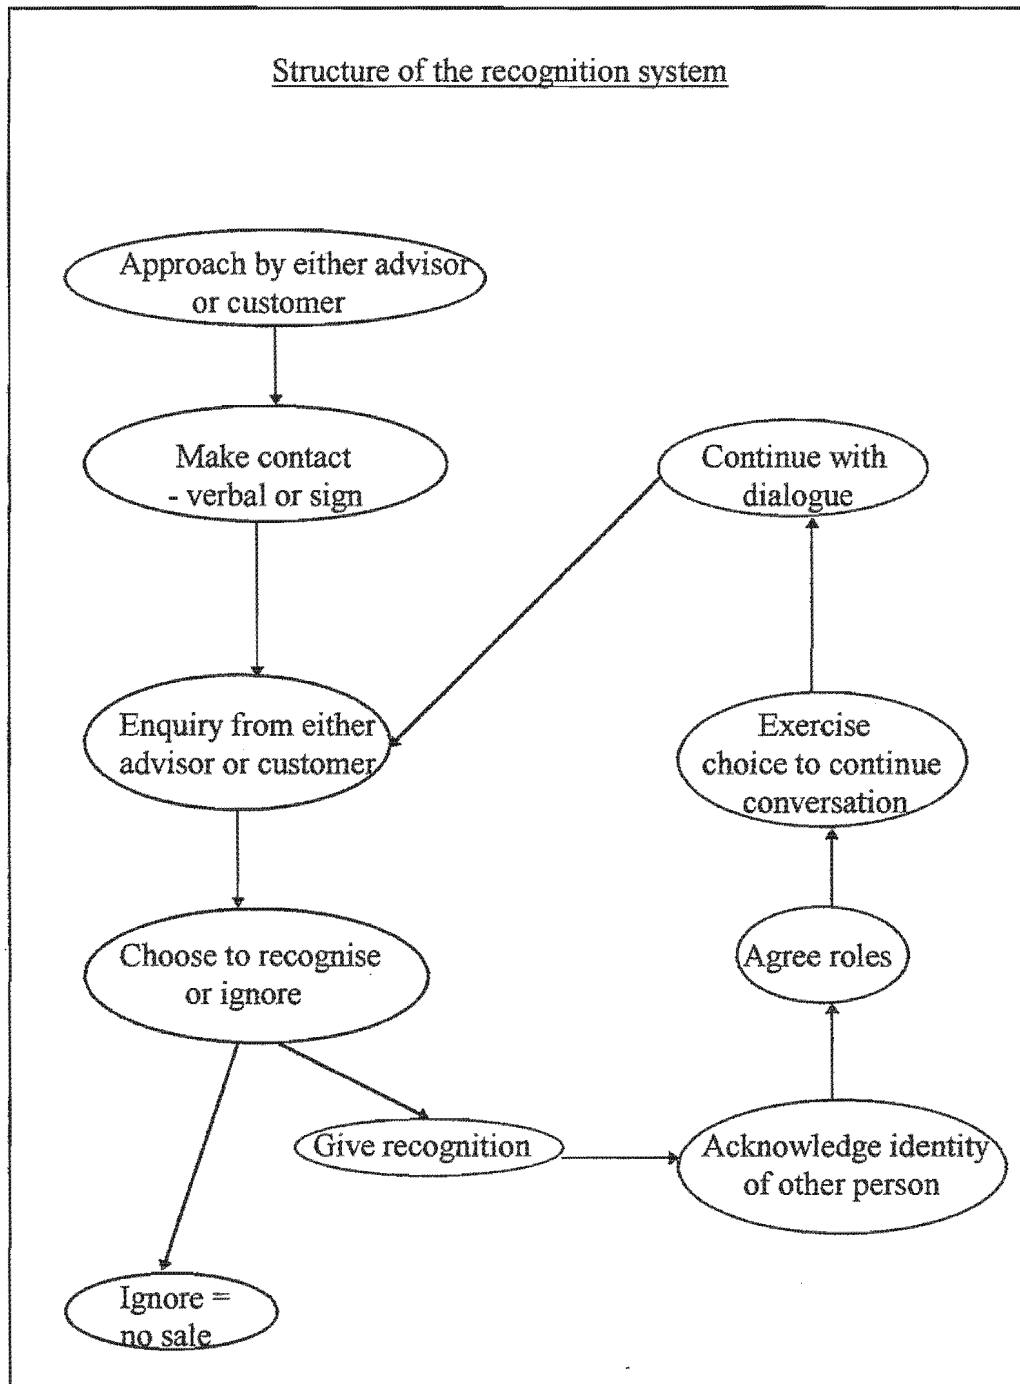 Structure of the recognition system
Approach by either advisor
or customer
Make contact
- verbal or sign
Enquiry from either
advisor or customer
Choose to recognise
or ignore
Ignore =
no sale
Give recognition
Acknowledge identity
of other person
Agree roles
Exercise
choice to continue
conversation
Continue with
dialogue